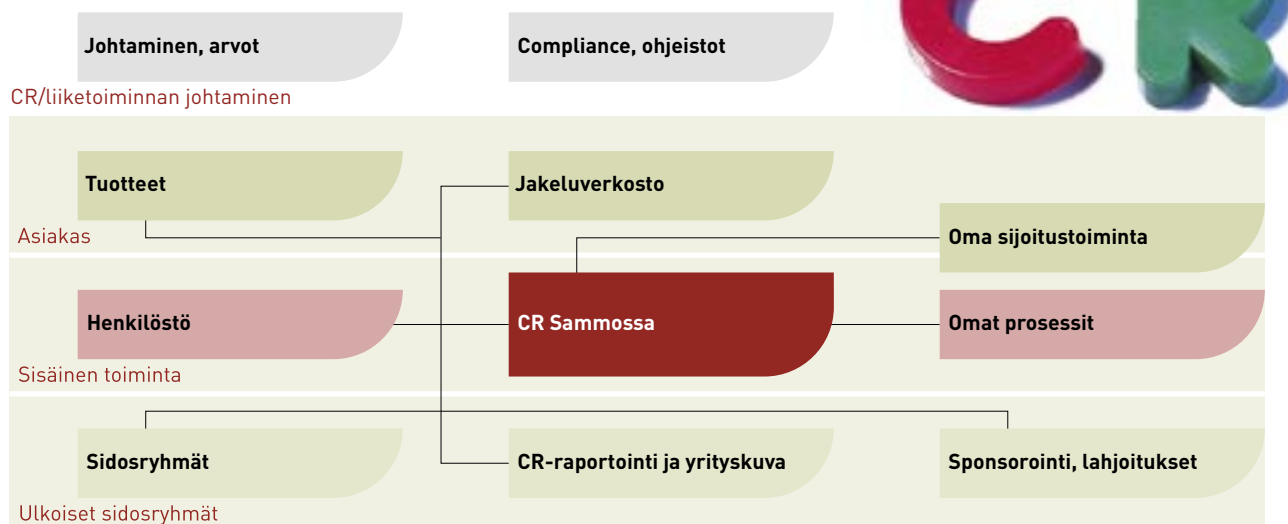 CR
Johtaminen, arvot
Compliance, ohjeistot
CR/liiketoiminnan johtaminen
Tuotteet
Jakeluverkosto
Asiakas
Oma sijoitustoiminta
Henkilöstö
CR Sammossa
Omat prosessit
Sisäinen toiminta
Sidosryhmät
CR-raportointi ja yrityskuva
Sponsorointi, lahjoitukset
Ulkoiset sidosryhmät